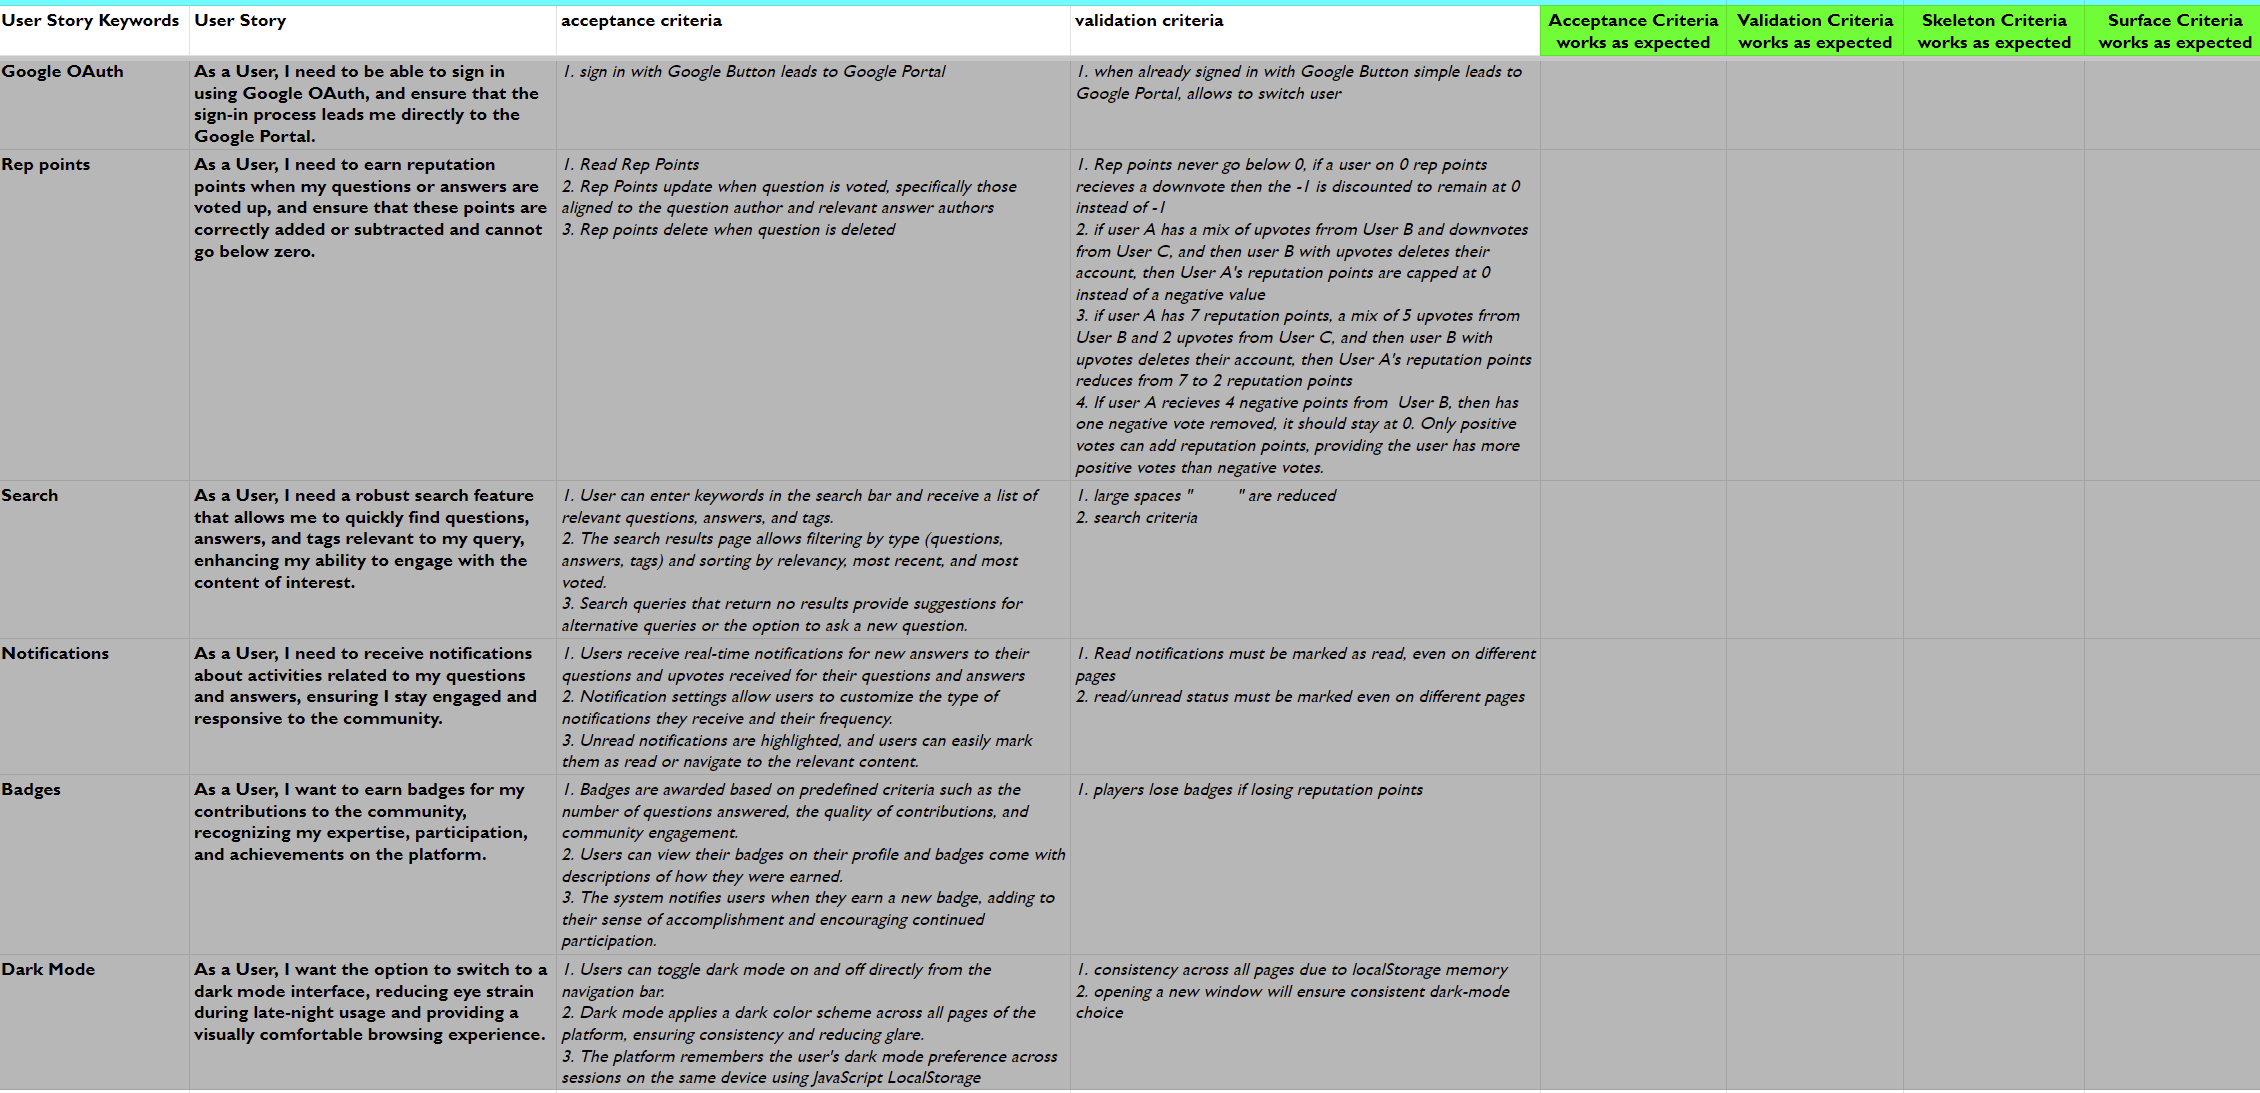 User Story Keywords
User Story
acceptance criteria
validation criteria
Acceptance Criteria
works as expected
Validation Criteria
works as expected
Skeleton Criteria
works as expected
Surface Criteria
works as expected
Google OAuth
As a User, I need to be able to sign in
using Google OAuth, and ensure that the
sign-in process leads me directly to the
Google Portal.
1. sign in with Google Button leads to Google Portal
1. when already signed in with Google Button simple leads to
Google Portal, allows to switch user
Rep points
As a User, I need to earn reputation
points when my questions or answers are
voted up, and ensure that these points are
correctly added or subtracted and cannot
go below zero.
1. Read Rep Points
2. Rep Points update when question is voted, specifically those
aligned to the question author and relevant answer authors
3. Rep points delete when question is deleted
1. Rep points never go below 0, if a user on 0 rep points
recieves a downvote then the -1 is discounted to remain at 0
instead of -1
2. if user A has a mix of upvotes frrom User B and downvotes
from User C, and then user B with upvotes deletes their
account, then User A's reputation points are capped at 0
instead of a negative value
3. if user A has 7 reputation points, a mix of 5 upvotes frrom
User B and 2 upvotes from User C, and then user B with
upvotes deletes their account, then User A's reputation points
reduces from 7 to 2 reputation points
4. If user A recieves 4 negative points from  User B, then has
one negative vote removed, it should stay at 0. Only positive
votes can add reputation points, providing the user has more
positive votes than negative votes.
Search
As a User, I need a robust search feature
that allows me to quickly find questions,
answers, and tags relevant to my query,
enhancing my ability to engage with the
content of interest.
1. User can enter keywords in the search bar and receive a list of
relevant questions, answers, and tags.
2. The search results page allows filtering by type (questions,
answers, tags) and sorting by relevancy, most recent, and most
voted.
3. Search queries that return no results provide suggestions for
alternative queries or the option to ask a new question.
1. large spaces "        " are reduced
2. search criteria
Notifications
As a User, I need to receive notifications
about activities related to my questions
and answers, ensuring I stay engaged and
responsive to the community.
1. Users receive real-time notifications for new answers to their
questions and upvotes received for their questions and answers
2. Notification settings allow users to customize the type of
notifications they receive and their frequency.
3. Unread notifications are highlighted, and users can easily mark
them as read or navigate to the relevant content.
1. Read notifications must be marked as read, even on different
pages
2. read/unread status must be marked even on different pages
Badges
As a User, I want to earn badges for my
contributions to the community,
recognizing my expertise, participation,
and achievements on the platform.
1. Badges are awarded based on predefined criteria such as the
number of questions answered, the quality of contributions, and
community engagement.
2. Users can view their badges on their profile and badges come with
descriptions of how they were earned.
3. The system notifies users when they earn a new badge, adding to
their sense of accomplishment and encouraging continued
participation.
1. players lose badges if losing reputation points
Dark Mode
As a User, I want the option to switch to a
dark mode interface, reducing eye strain
during late-night usage and providing a
visually comfortable browsing experience.
1. Users can toggle dark mode on and off directly from the
navigation bar.
2. Dark mode applies a dark color scheme across all pages of the
platform, ensuring consistency and reducing glare.
3. The platform remembers the user's dark mode preference across
sessions on the same device using JavaScript LocalStorage
1. consistency across all pages due to localStorage memory
2. opening a new window will ensure consistent dark-mode
choice